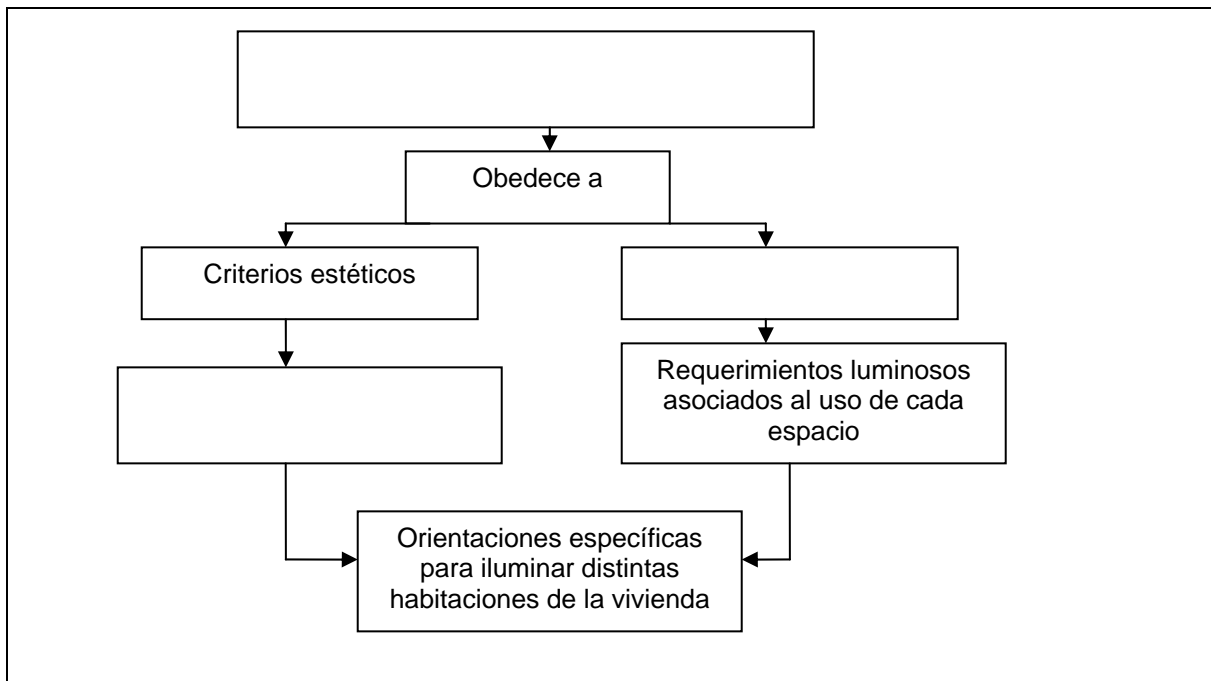 Obedece a
Criterios estéticos
Requerimientos luminosos
asociados al uso de cada
espacio
Orientaciones específicas
para iluminar distintas
habitaciones de la vivienda